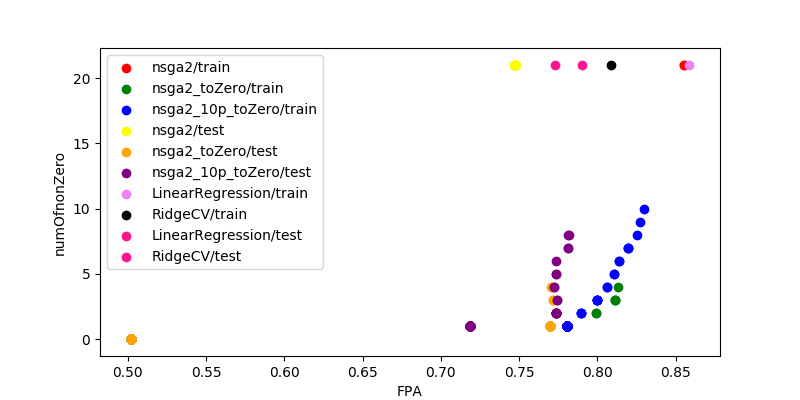 nsga2/train
nsga2_toZero/train
nsga2_10p_toZero/train
nsga2/test
nsga2_toZero/test
nsga2_10p_toZero/test
LinearRegression/train
RidgeCV/train
LinearRegression/test
RidgeCV/test
numOfnonZero
20
15
10
5
0
0.50 0.55 0.60 0.65 0.70 0.75 0.80 0.85
FPA